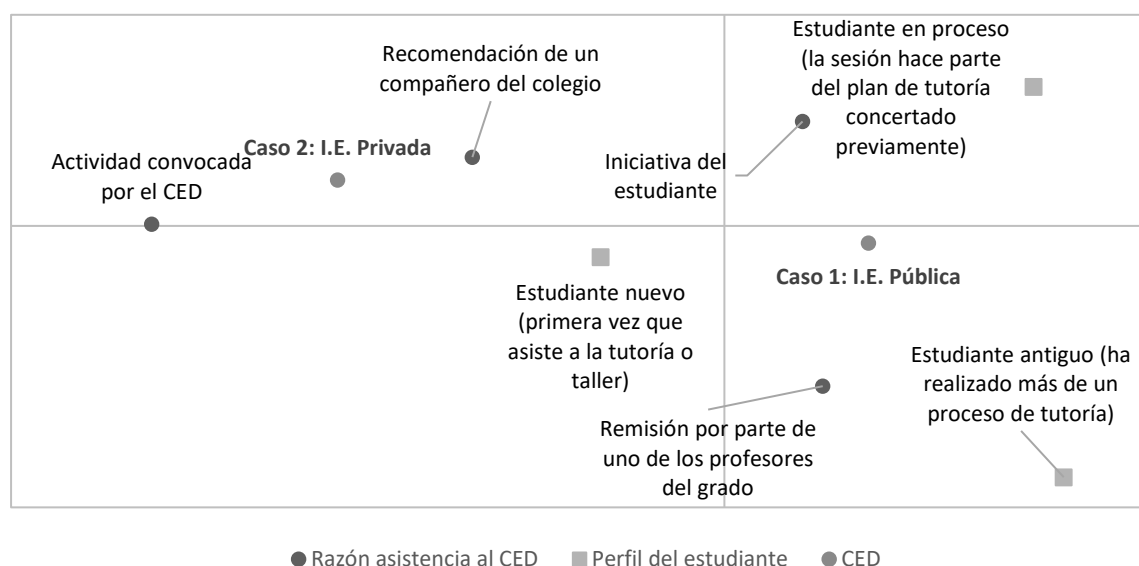 Recomendación de un
compañero del colegio
Estudiante en proceso
(la sesión hace parte
del plan de tutoría
concertado
previamente)
Caso 2: I.E. Privada
Actividad convocada
por el CED
Iniciativa del
estudiante
Caso 1: I.E. Pública
Estudiante nuevo
(primera vez que
asiste a la tutoría o
taller)
Estudiante antiguo (ha
realizado más de un
proceso de tutoría)
Remisión por parte de
uno de los profesores
del grado
Razón asistencia al CED
Perfil del estudiante
CED